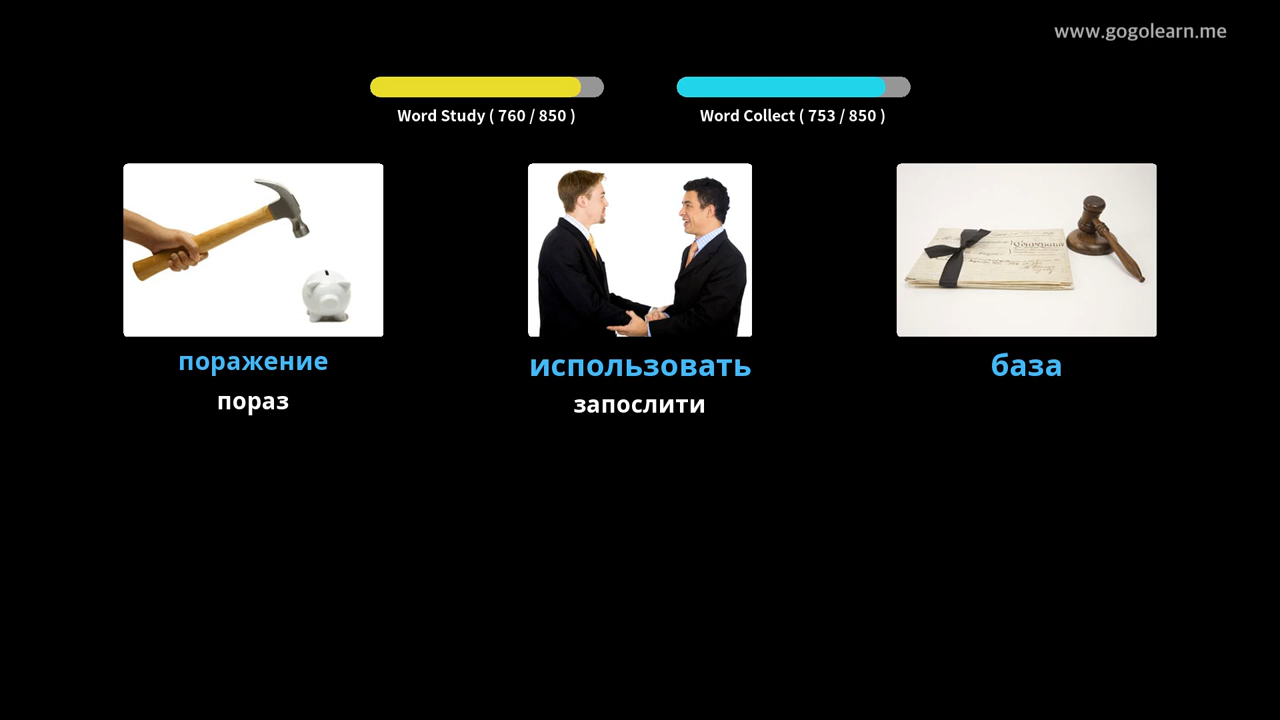 www.gogolearn.me
Word Study ( 760 / 850 )
Word Collect ( 753 / 850 )
поражение
пораз
использовать
запослити
база